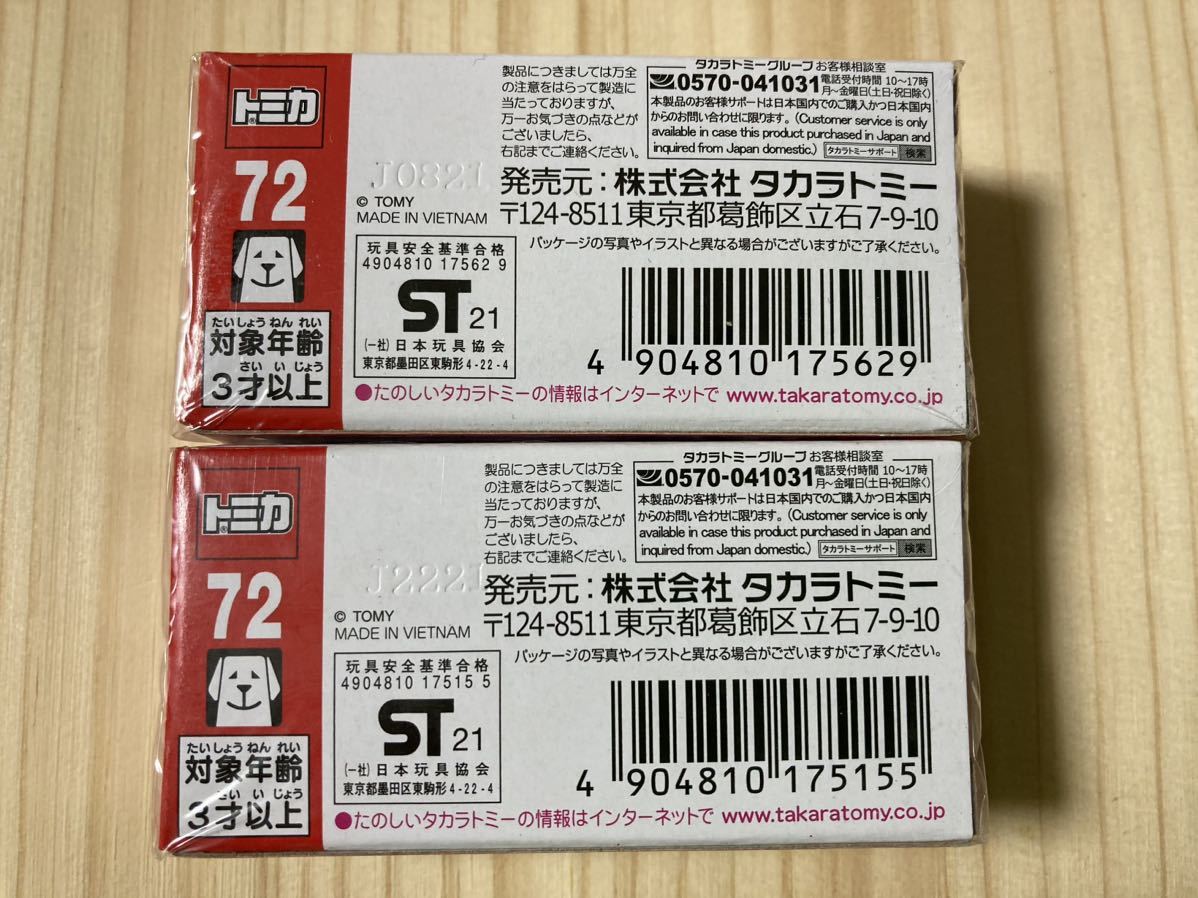 トミカ
72
たいしょうねんれい
対象年齢
さいいじょう
3才以上
製品につきましては万全
の注意をはらって製造に
当たっておりますが、
万一お気づきの点などが
ございましたら、
右記までご連絡ください。
タカラトミーグループ お客様相談室
0570-041031 電話受付時間 10〜17時
月〜金曜日(土日・祝日除く)
本製品のお客様サポートは日本国内でのご購入かつ日本国内
からのお問い合わせに限ります。(Customer service is only
available in case this product purchased in Japan and
inquired from Japan domestic.) タカラトミーサポート 検索
J0821
© TOMY
MADE IN VIETNAM
発売元：株式会社 タカラトミー
〒124-8511 東京都葛飾区立石7-9-10
パッケージの写真やイラストと異なる場合がございますがご了承ください。
玩具安全基準合格
4904810 17562 9
ST 21
(一社)日本玩具協会
東京都墨田区東駒形4-22-4
4 904810 175629
●たのしいタカラトミーの情報はインターネットで www.takaratomy.co.jp
トミカ
72
たいしょうねんれい
対象年齢
さいいじょう
3才以上
製品につきましては万全
の注意をはらって製造に
当たっておりますが、
万一お気づきの点などが
ございましたら、
右記までご連絡ください。
タカラトミーグループ お客様相談室
0570-041031 電話受付時間 10〜17時
月〜金曜日(土日・祝日除く)
本製品のお客様サポートは日本国内でのご購入かつ日本国内
からのお問い合わせに限ります。(Customer service is only
available in case this product purchased in Japan and
inquired from Japan domestic.) タカラトミーサポート 検索
J2221
© TOMY
MADE IN VIETNAM
発売元：株式会社 タカラトミー
〒124-8511 東京都葛飾区立石7-9-10
パッケージの写真やイラストと異なる場合がございますがご了承ください。
玩具安全基準合格
4904810 17515 5
ST 21
(一社)日本玩具協会
東京都墨田区東駒形4-22-4
4 904810 175155
●たのしいタカラトミーの情報はインターネットで www.takaratomy.co.jp